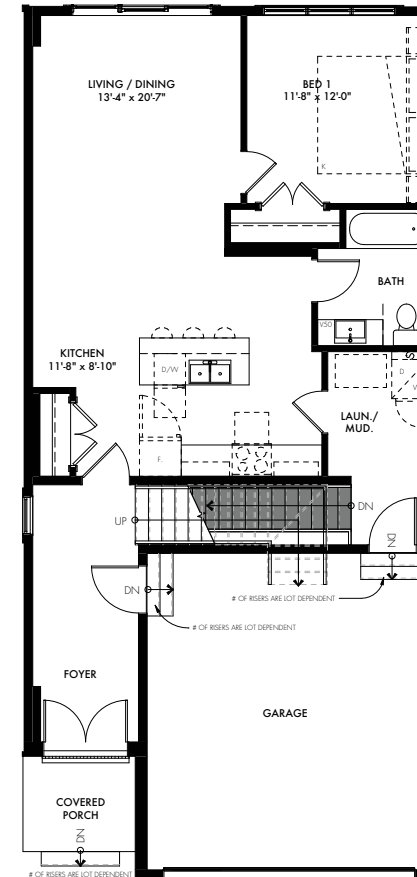 LIVING / DINING
13'-4" x 20'-7"
BED 1
11'-8" x 12'-0"
K
BATH
V50
KITCHEN
11'-8" x 8'-10"
D/W
D
LAUN./
MUD.
F.
UP
DN
DN
DN
# OF RISERS ARE LOT DEPENDENT
# OF RISERS ARE LOT DEPENDENT
FOYER
GARAGE
COVERED
PORCH
DN
# OF RISERS ARE LOT DEPENDENT